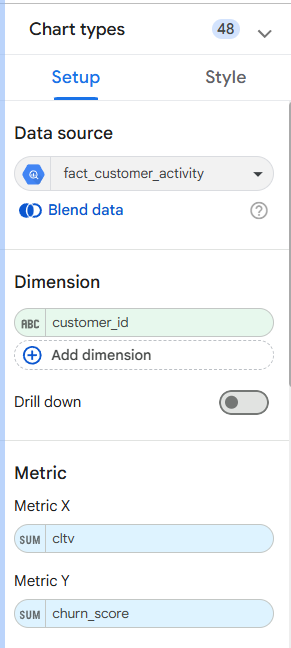 Chart types 48
Setup Style
Data source
fact_customer_activity
Blend data ?
Dimension
ABC customer_id
Add dimension
Drill down
Metric
Metric X
SUM cltv
Metric Y
SUM churn_score